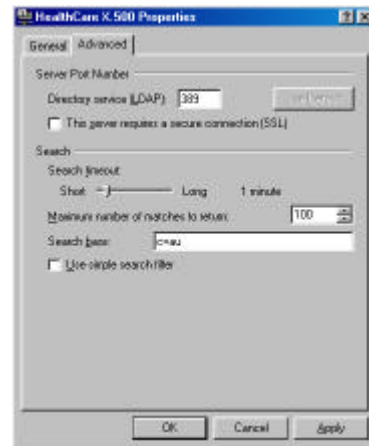 HealthCare X.500 Properties
General Advanced
Server Port Number
Directory service (LDAP): 389
This server requires a secure connection (SSL)
Search
Search timeout:
Short Long 1 minute
Maximum number of matches to return: 100
Search base: c=au
Use simple search filter
OK Cancel Apply